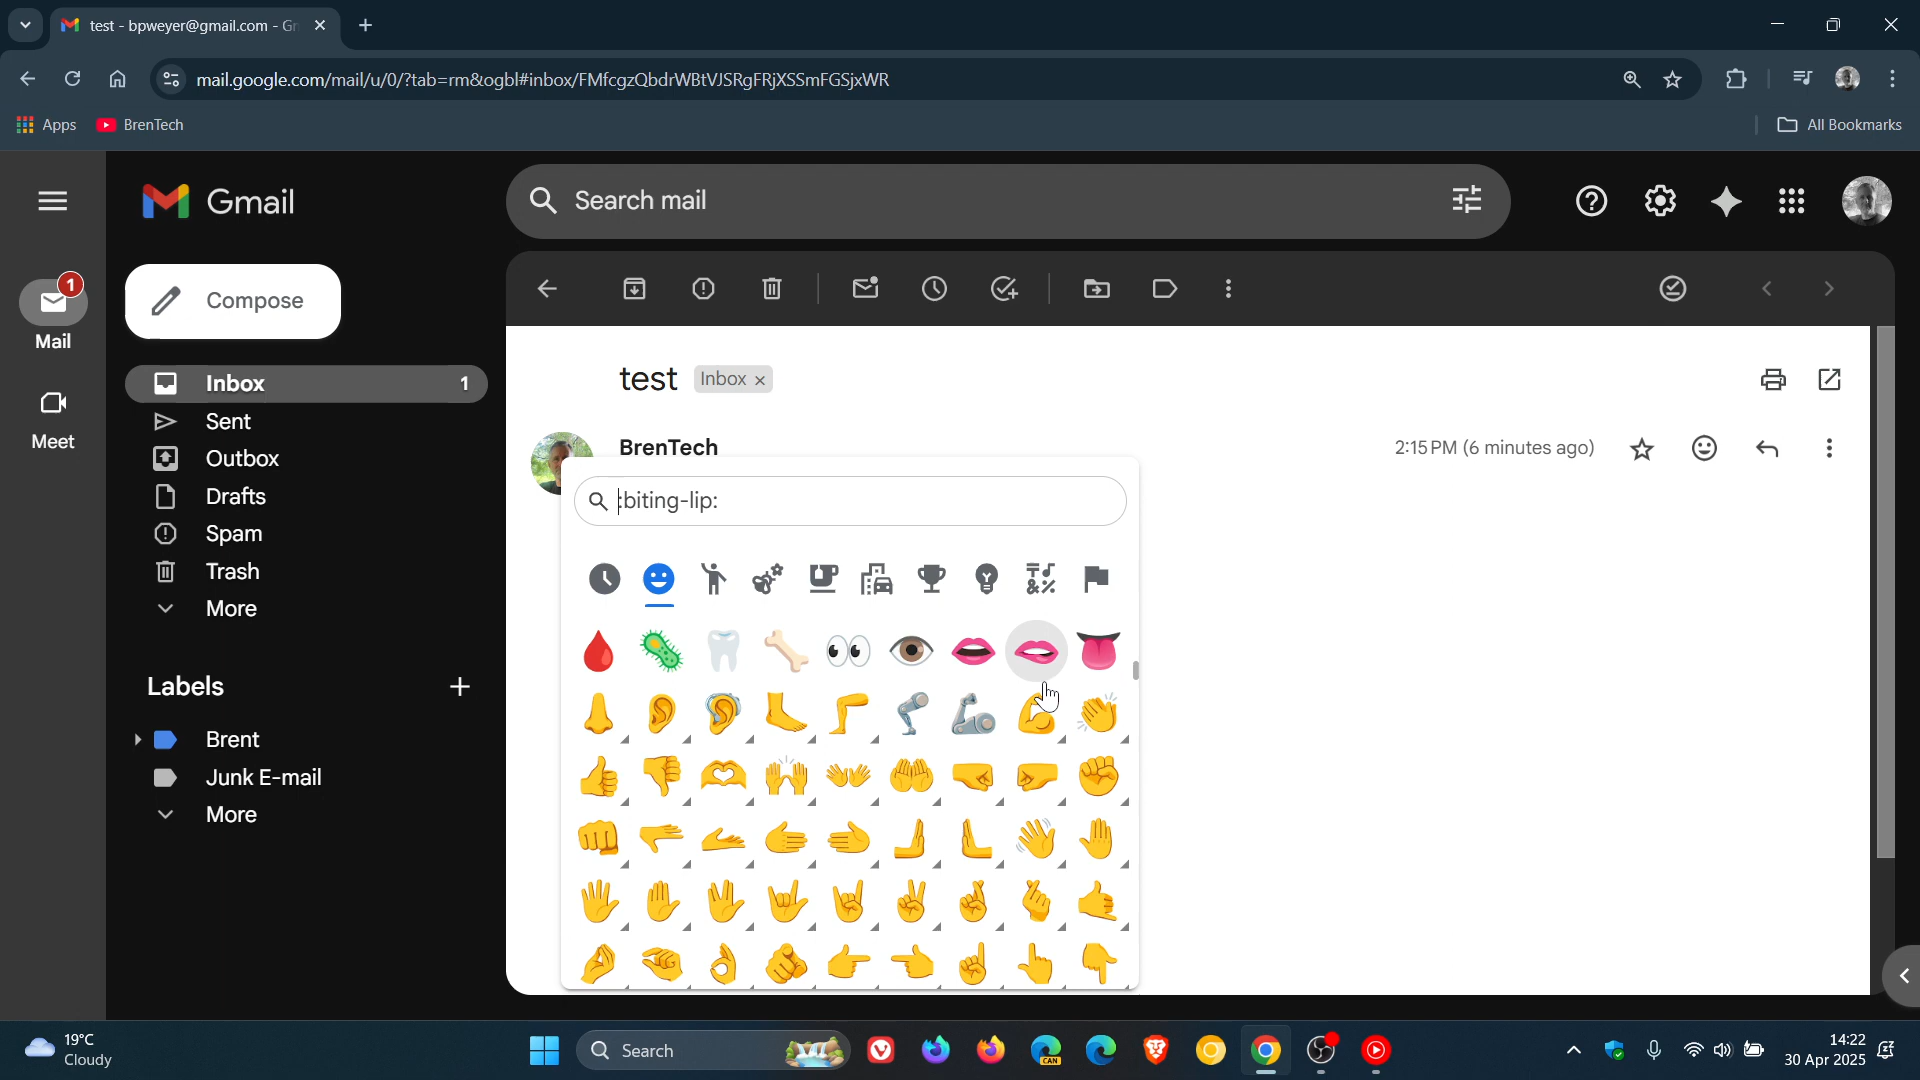 test - bpweyer@gmail.com - Gr
mail.google.com/mail/u/0/?tab=rm&ogbl#inbox/FMfcgzQbdrWBtVJSRgFRjXSSmFGSjxWR
Apps
BrenTech
All Bookmarks
Gmail
Search mail
1
Mail
Meet
Compose
Inbox 1
Sent
Outbox
Drafts
Spam
Trash
More
Labels
Brent
Junk E-mail
More
test
Inbox
BrenTech
2:15 PM (6 minutes ago)
:biting-lip:
19°C
Cloudy
Search
CAN
14:22
30 Apr 2025